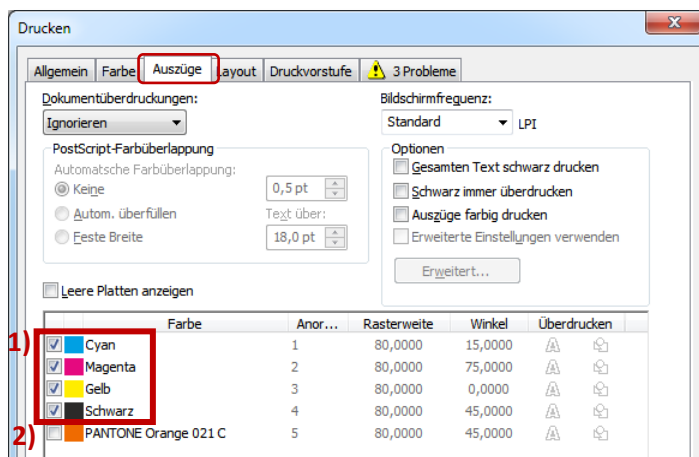 Drucken
x
Allgemein Farbe Auszüge Layout Druckvorstufe 3 Probleme
Dokumentüberdruckungen: Bildschirmfrequenz:
Ignorieren Standard LPI
PostScript-Farbüberlappung Optionen
Automatsche Farbüberlappung: Gesamten Text schwarz drucken
Keine 0,5 pt Schwarz immer überdrucken
Autom. überfüllen Text über: Auszüge farbig drucken
Feste Breite 18,0 pt Erweiterte Einstellungen verwenden
Erweitert...
Leere Platten anzeigen
Farbe Anor... Rasterweite Winkel Überdrucken
1) Cyan 1 80,0000 15,0000
Magenta 2 80,0000 75,0000
Gelb 3 80,0000 0,0000
Schwarz 4 80,0000 45,0000
2) PANTONE Orange 021 C 5 80,0000 45,0000